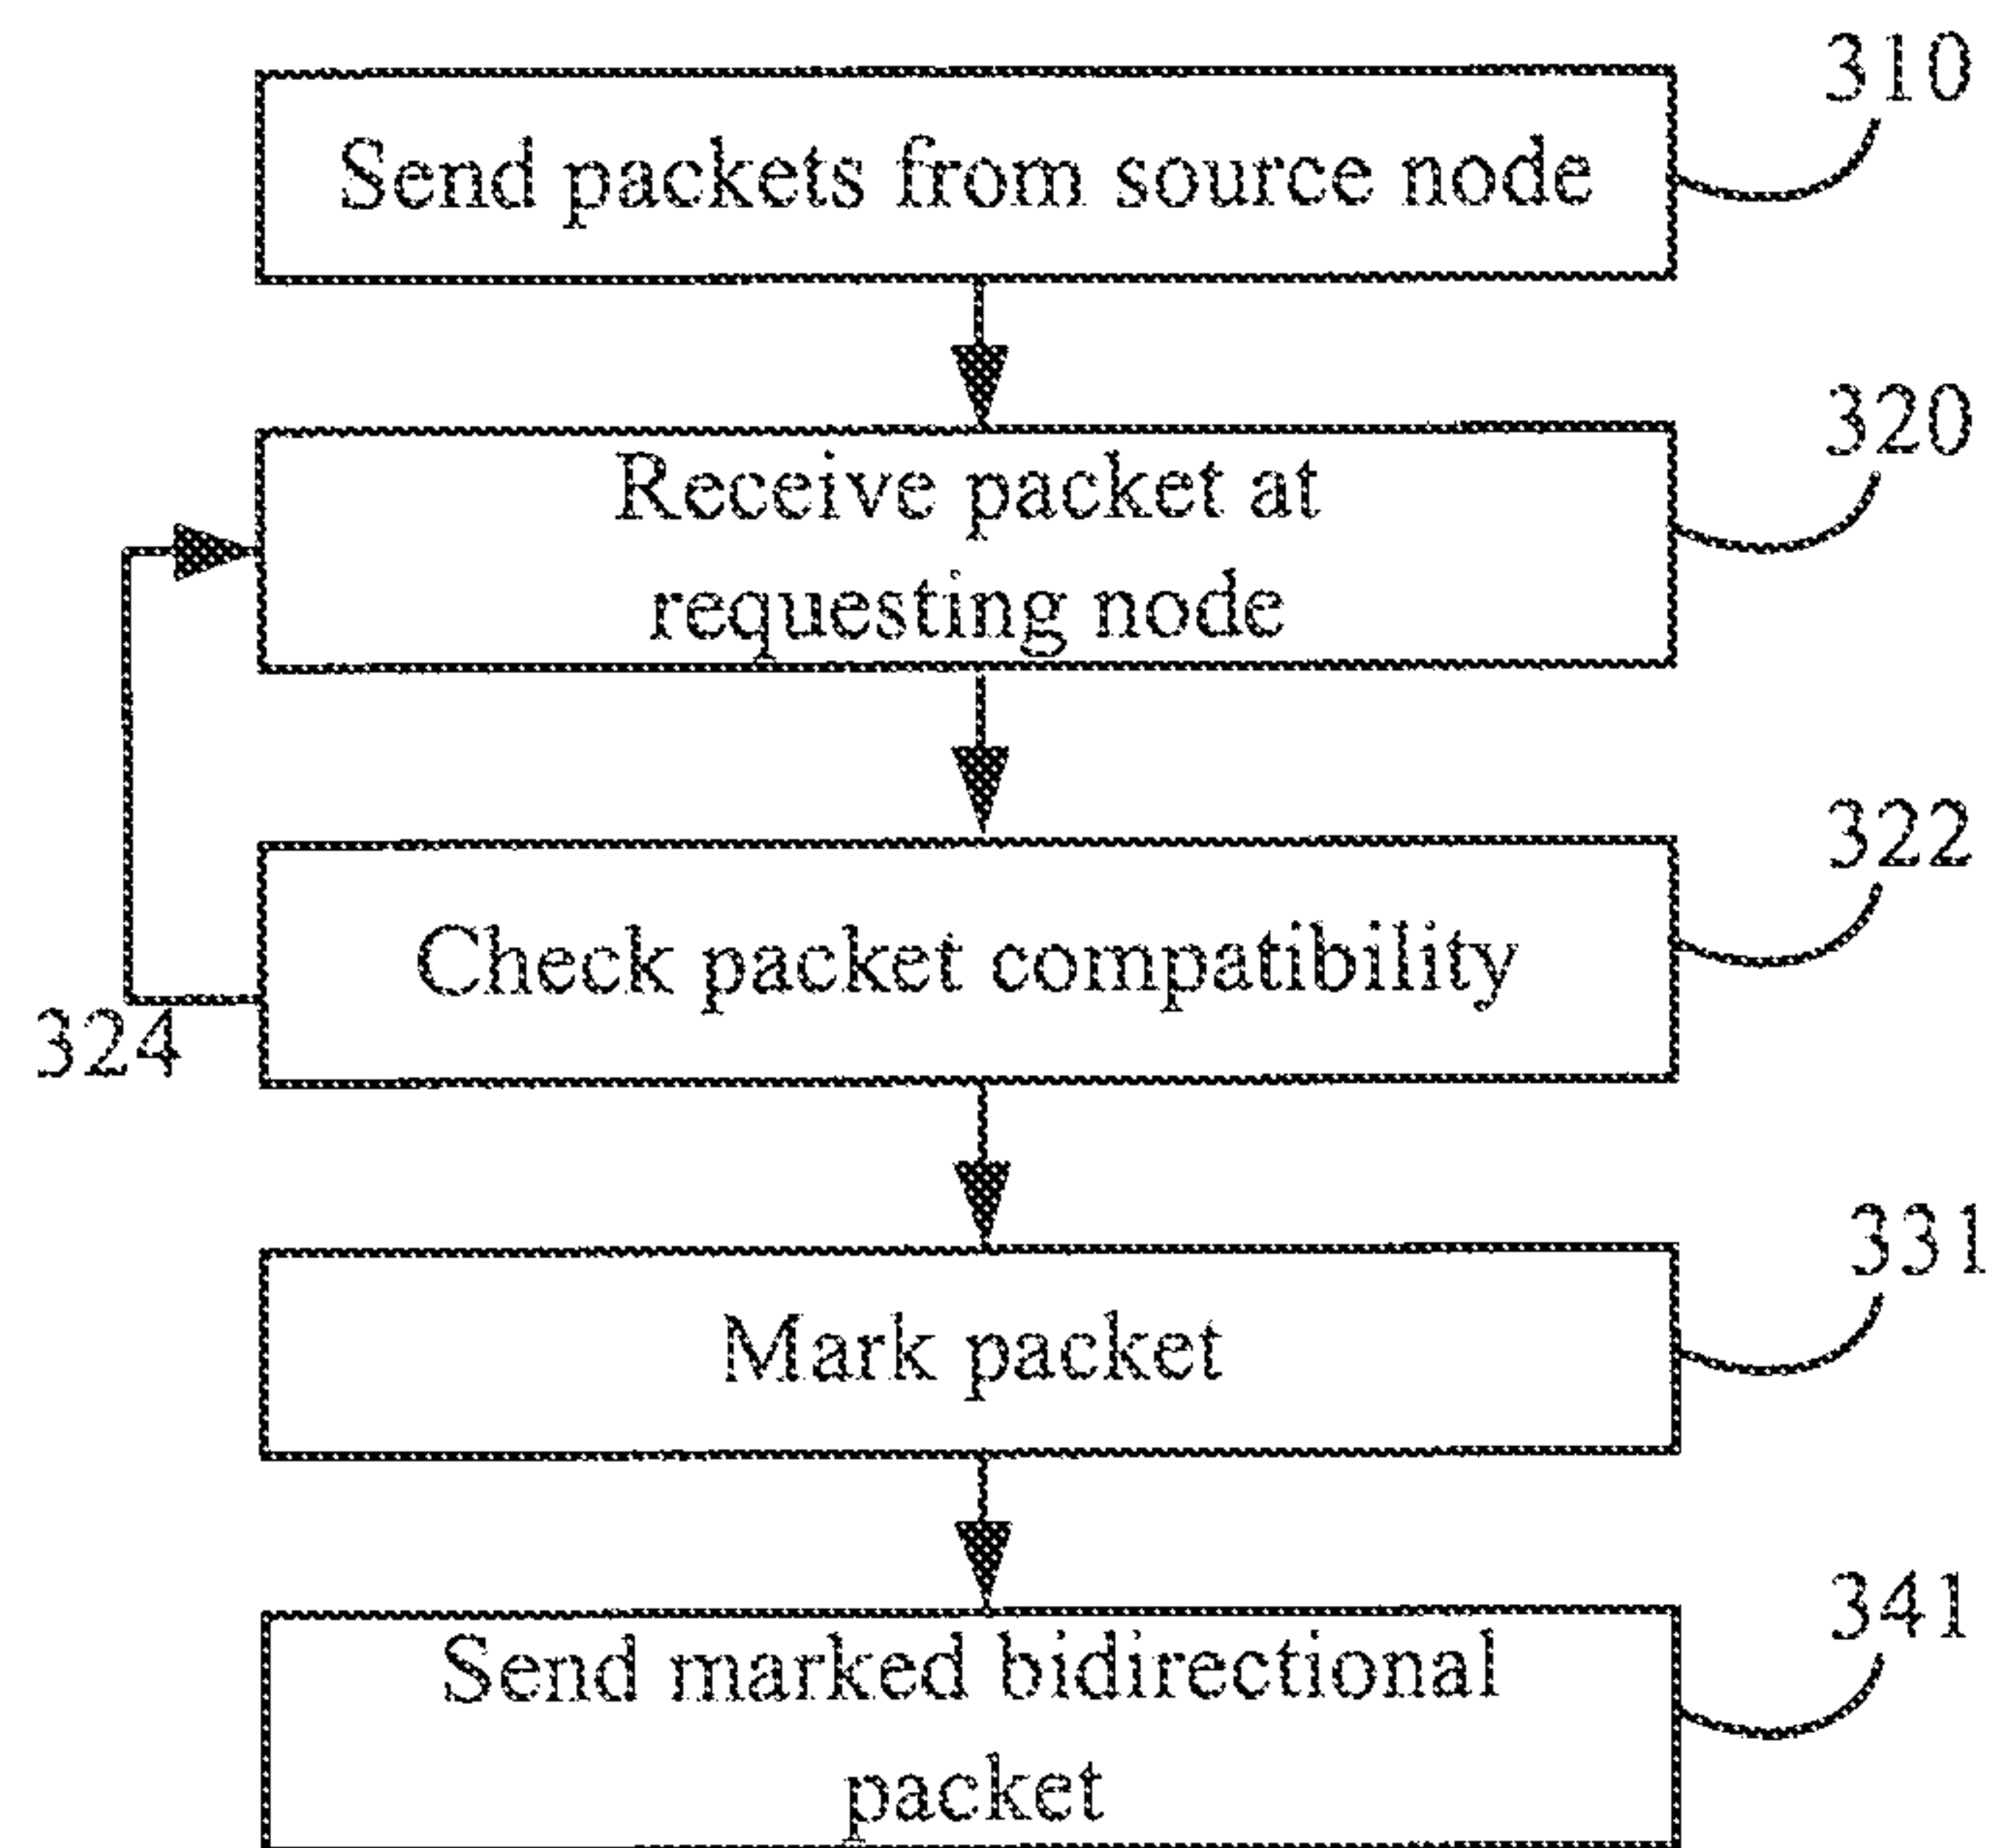 310
Send packets from source node
320
Receive packet at
requesting node
322
Check packet compatibility
324
331
Mark packet
341
Send marked bidirectional
packet